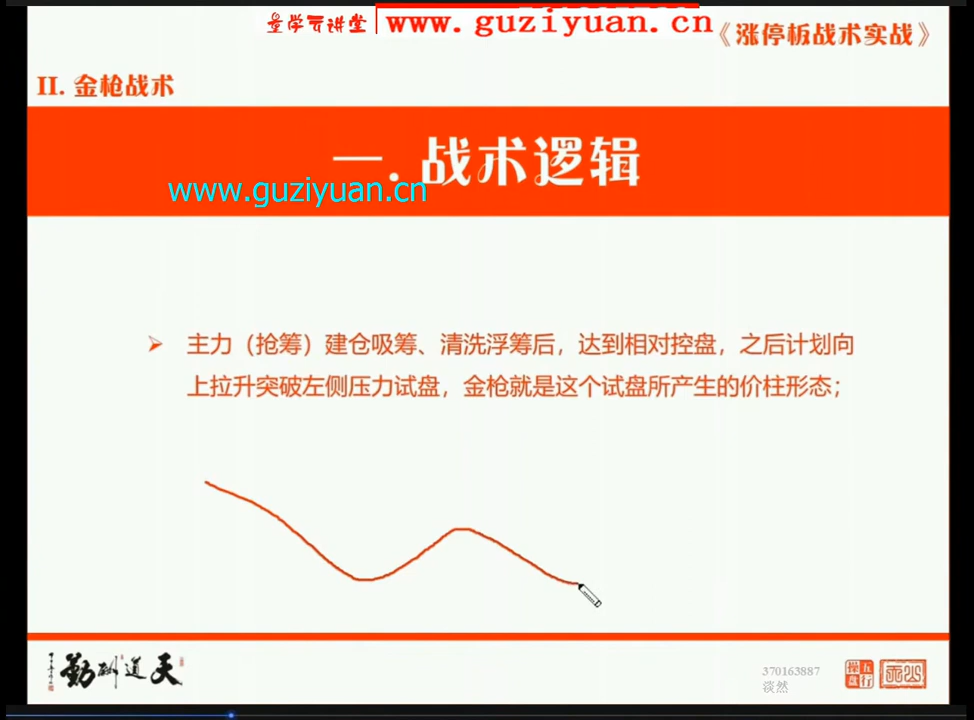 量学云讲堂 www.guziyuan.cn 《涨停板战术实战》
II. 金枪战术
一. 战术逻辑
www.guziyuan.cn
主力（抢筹）建仓吸筹、清洗浮筹后，达到相对控盘，之后计划向
上拉升突破左侧压力试盘，金枪就是这个试盘所产生的价柱形态；
勤酬道天
370163887
淡然
操盘 五行